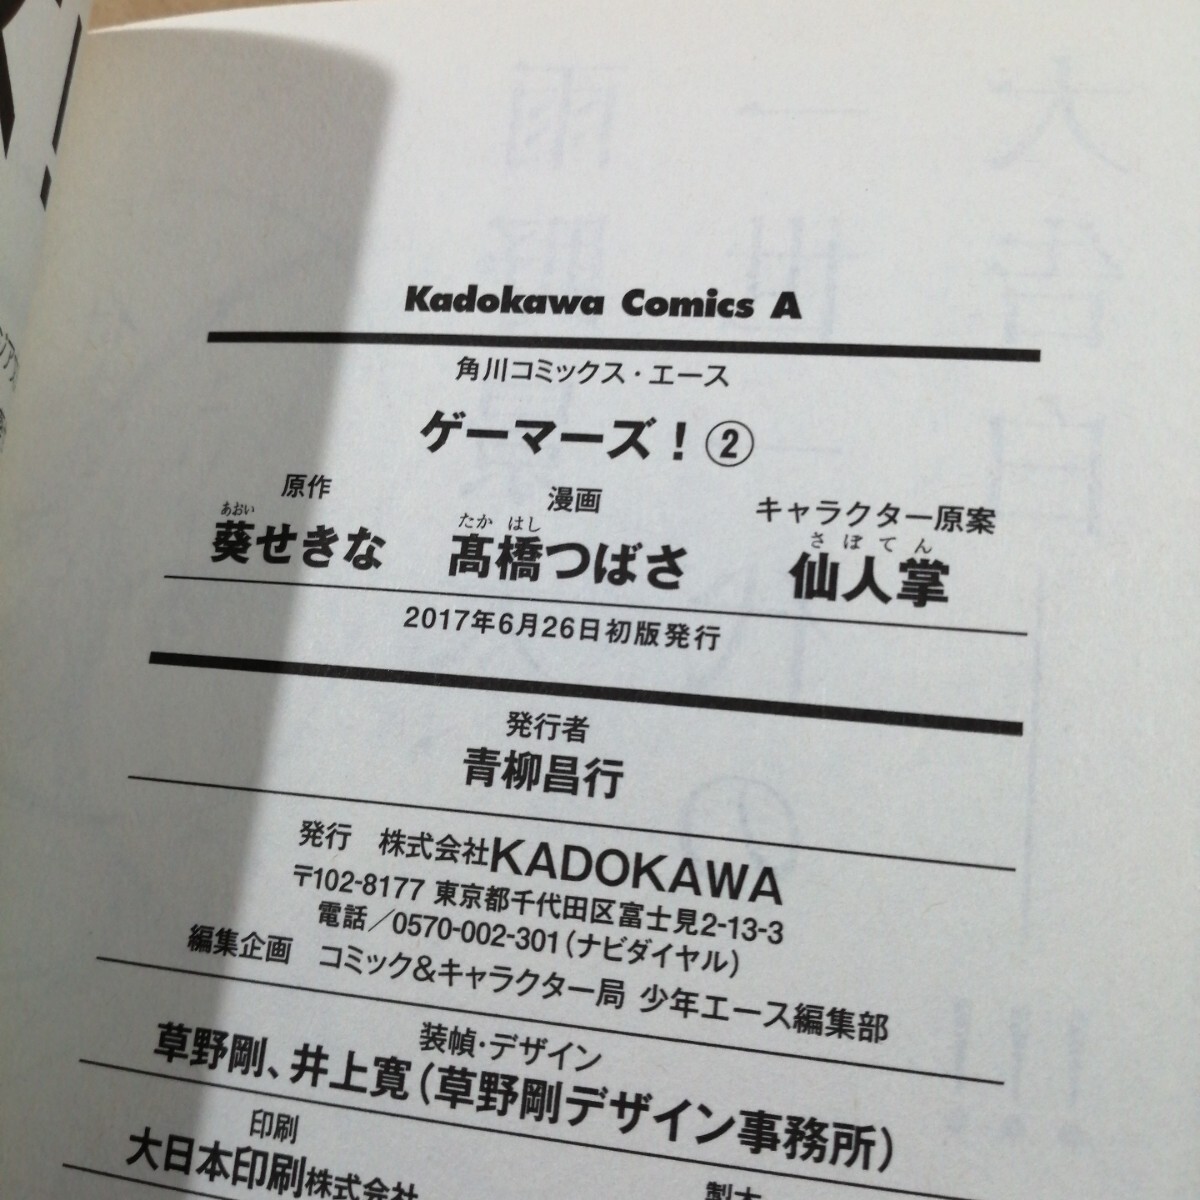 Kadokawa Comics A
角川コミックス・エース
ゲーマーズ！②
原作 漫画 キャラクター原案
あおい たか はし さぼてん
葵せきな 髙橋つばさ 仙人掌
2017年6月26日初版発行
発行者
青柳昌行
発行 株式会社KADOKAWA
〒102-8177 東京都千代田区富士見2-13-3
電話／0570-002-301（ナビダイヤル）
編集企画 コミック&キャラクター局 少年エース編集部
装幀・デザイン
草野剛、井上寛（草野剛デザイン事務所）
印刷
大日本印刷株式会社